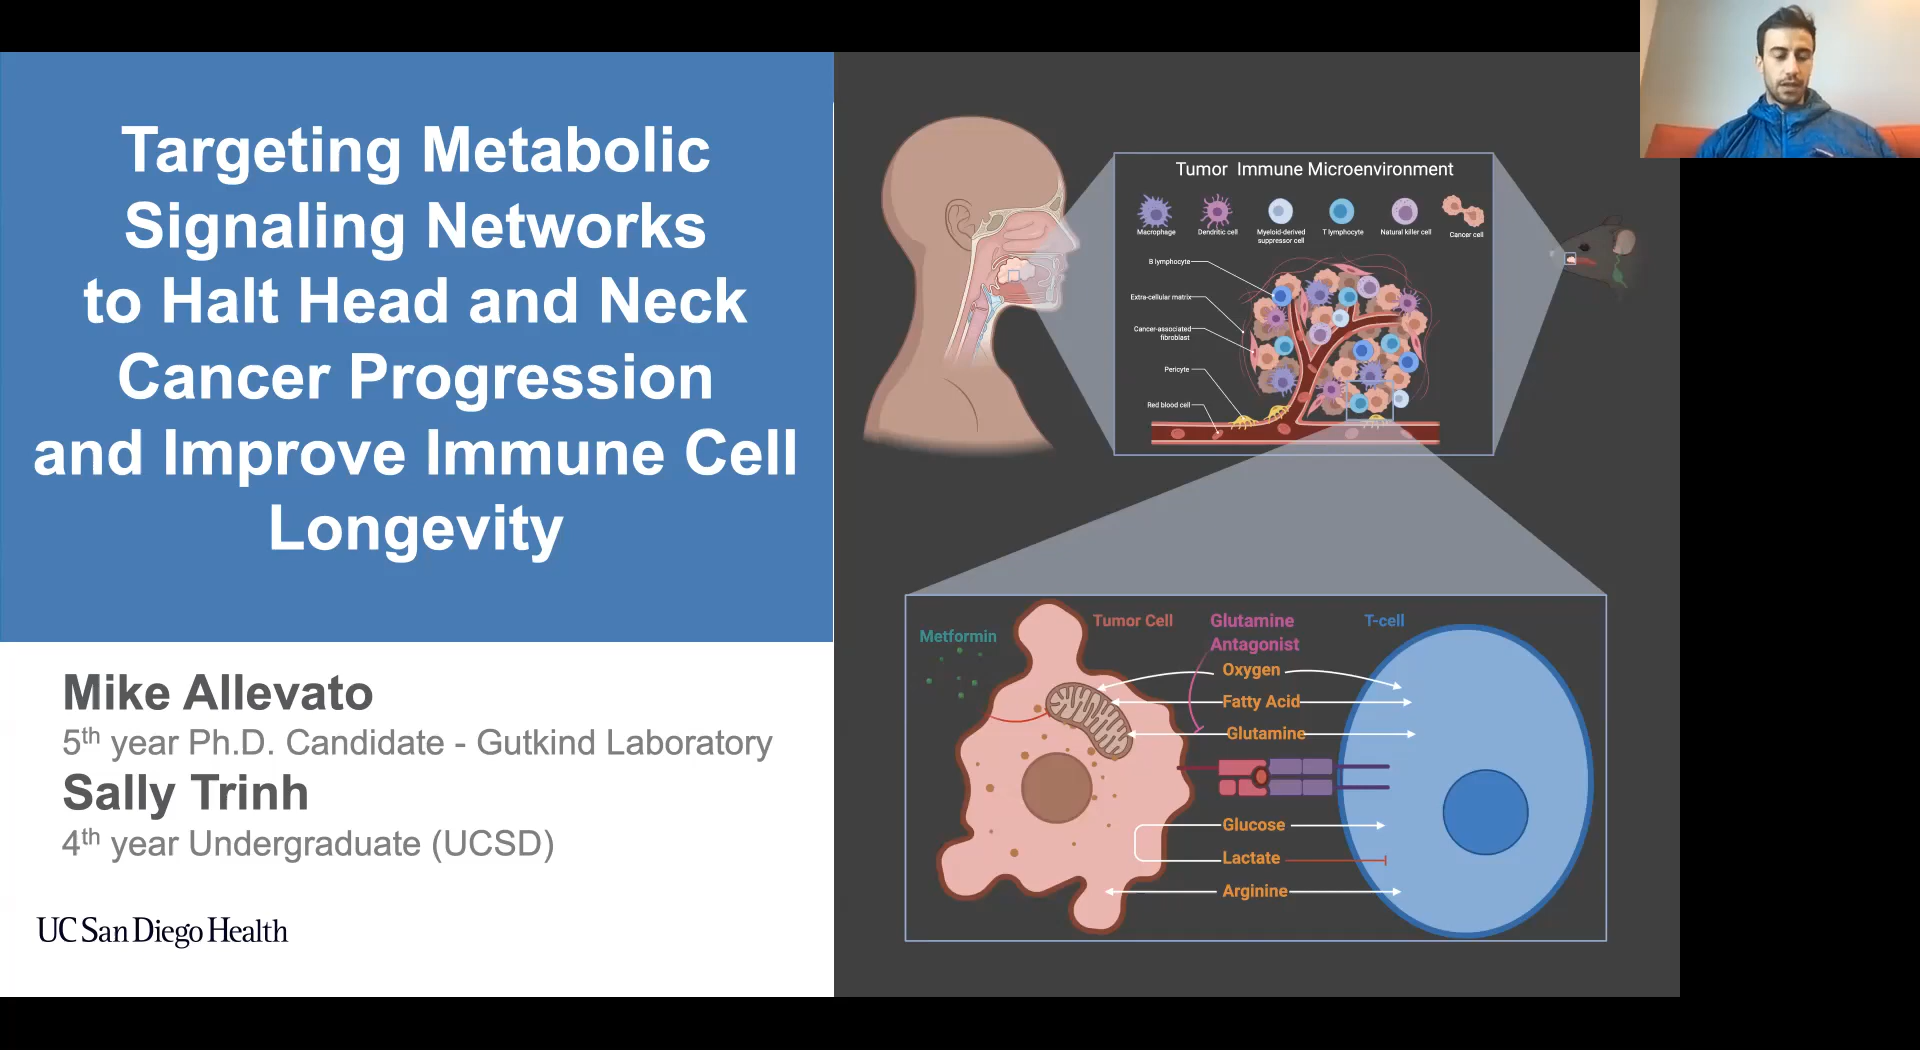 Targeting Metabolic
Signaling Networks
to Halt Head and Neck
Cancer Progression
and Improve Immune Cell
Longevity
Mike Allevato
5th year Ph.D. Candidate - Gutkind Laboratory
Sally Trinh
4th year Undergraduate (UCSD)
UC San Diego Health
Tumor Immune Microenvironment
Macrophage
Dendritic cell
Myeloid-derived
suppressor cell
T lymphocyte
Natural killer cell
Cancer cell
B lymphocyte
Extra-cellular matrix
Cancer-associated
fibroblast
Pericyte
Red blood cell
Metformin
Tumor Cell
Glutamine
Antagonist
T-cell
Oxygen
Fatty Acid
Glutamine
Glucose
Lactate
Arginine